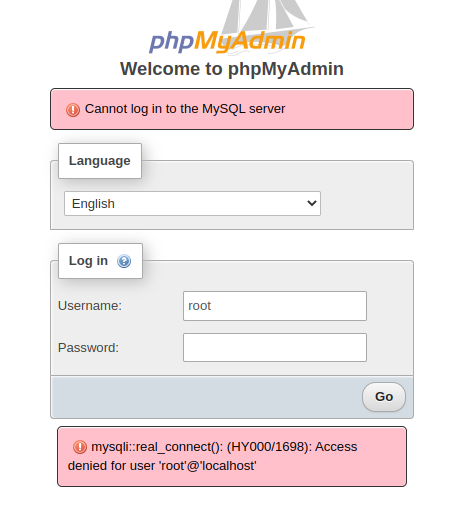 phpMyAdmin
Welcome to phpMyAdmin
Cannot log in to the MySQL server
Language
English
Log in
Username: root
Password:
Go
mysqli::real_connect(): (HY000/1698): Access
denied for user 'root'@'localhost'